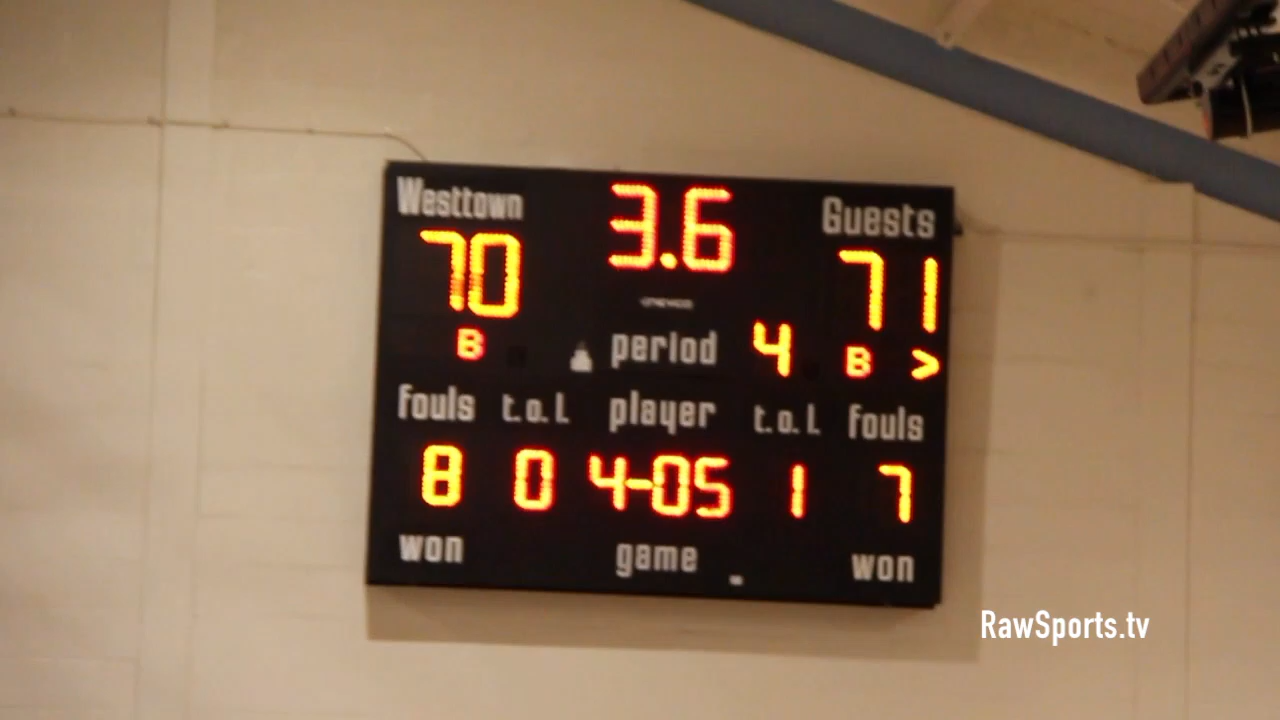 Westtown 3.6 Guests
70 71
B period 4 B >
fouls t.o.l. player t.o.l. fouls
8 0 4-05 1 7
won game won
RawSports.tv